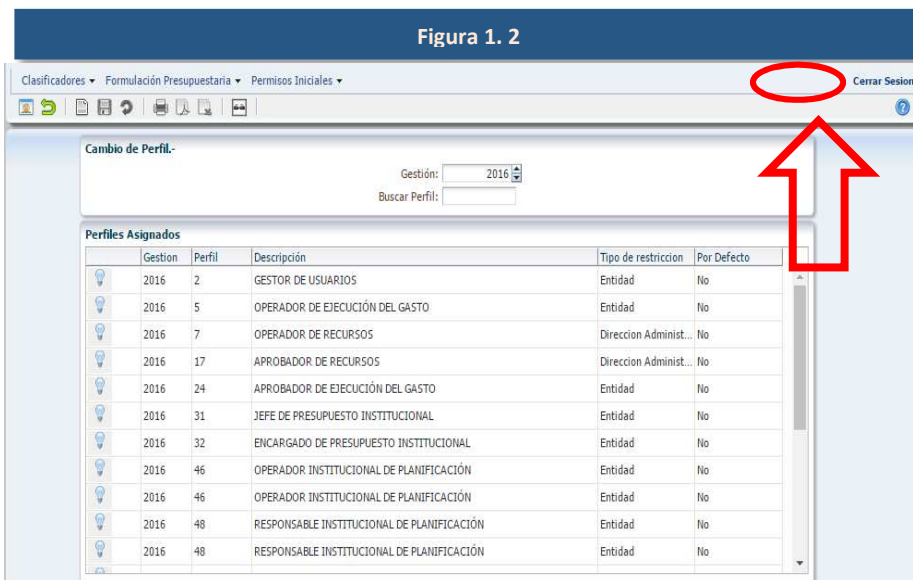 Figura 1. 2
Clasificadores Formulación Presupuestaria Permisos Iniciales Cerrar Sesion
Cambio de Perfil.-
Gestión: 2016
Buscar Perfil:
Perfiles Asignados
Gestion Perfil Descripción Tipo de restriccion Por Defecto
2016 2 GESTOR DE USUARIOS Entidad No
2016 5 OPERADOR DE EJECUCIÓN DEL GASTO Entidad No
2016 7 OPERADOR DE RECURSOS Direccion Administ... No
2016 17 APROBADOR DE RECURSOS Direccion Administ... No
2016 24 APROBADOR DE EJECUCIÓN DEL GASTO Entidad No
2016 31 JEFE DE PRESUPUESTO INSTITUCIONAL Entidad No
2016 32 ENCARGADO DE PRESUPUESTO INSTITUCIONAL Entidad No
2016 46 OPERADOR INSTITUCIONAL DE PLANIFICACIÓN Entidad No
2016 46 OPERADOR INSTITUCIONAL DE PLANIFICACIÓN Entidad No
2016 48 RESPONSABLE INSTITUCIONAL DE PLANIFICACIÓN Entidad No
2016 48 RESPONSABLE INSTITUCIONAL DE PLANIFICACIÓN Entidad No